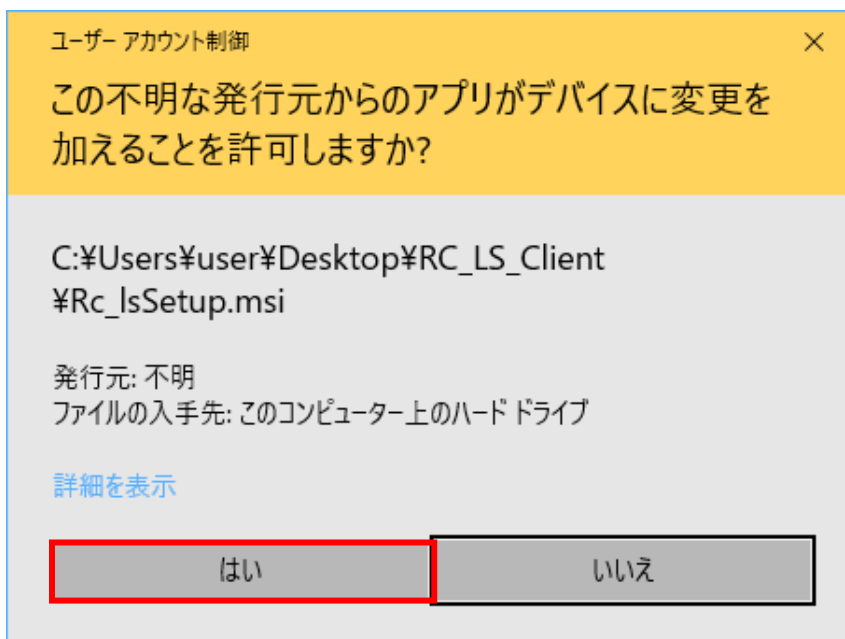 ユーザー アカウント制御
この不明な発行元からのアプリがデバイスに変更を
加えることを許可しますか?
C:¥Users¥user¥Desktop¥RC_LS_Client
¥Rc_lsSetup.msi
発行元: 不明
ファイルの入手先: このコンピューター上のハード ドライブ
詳細を表示
はい
いいえ